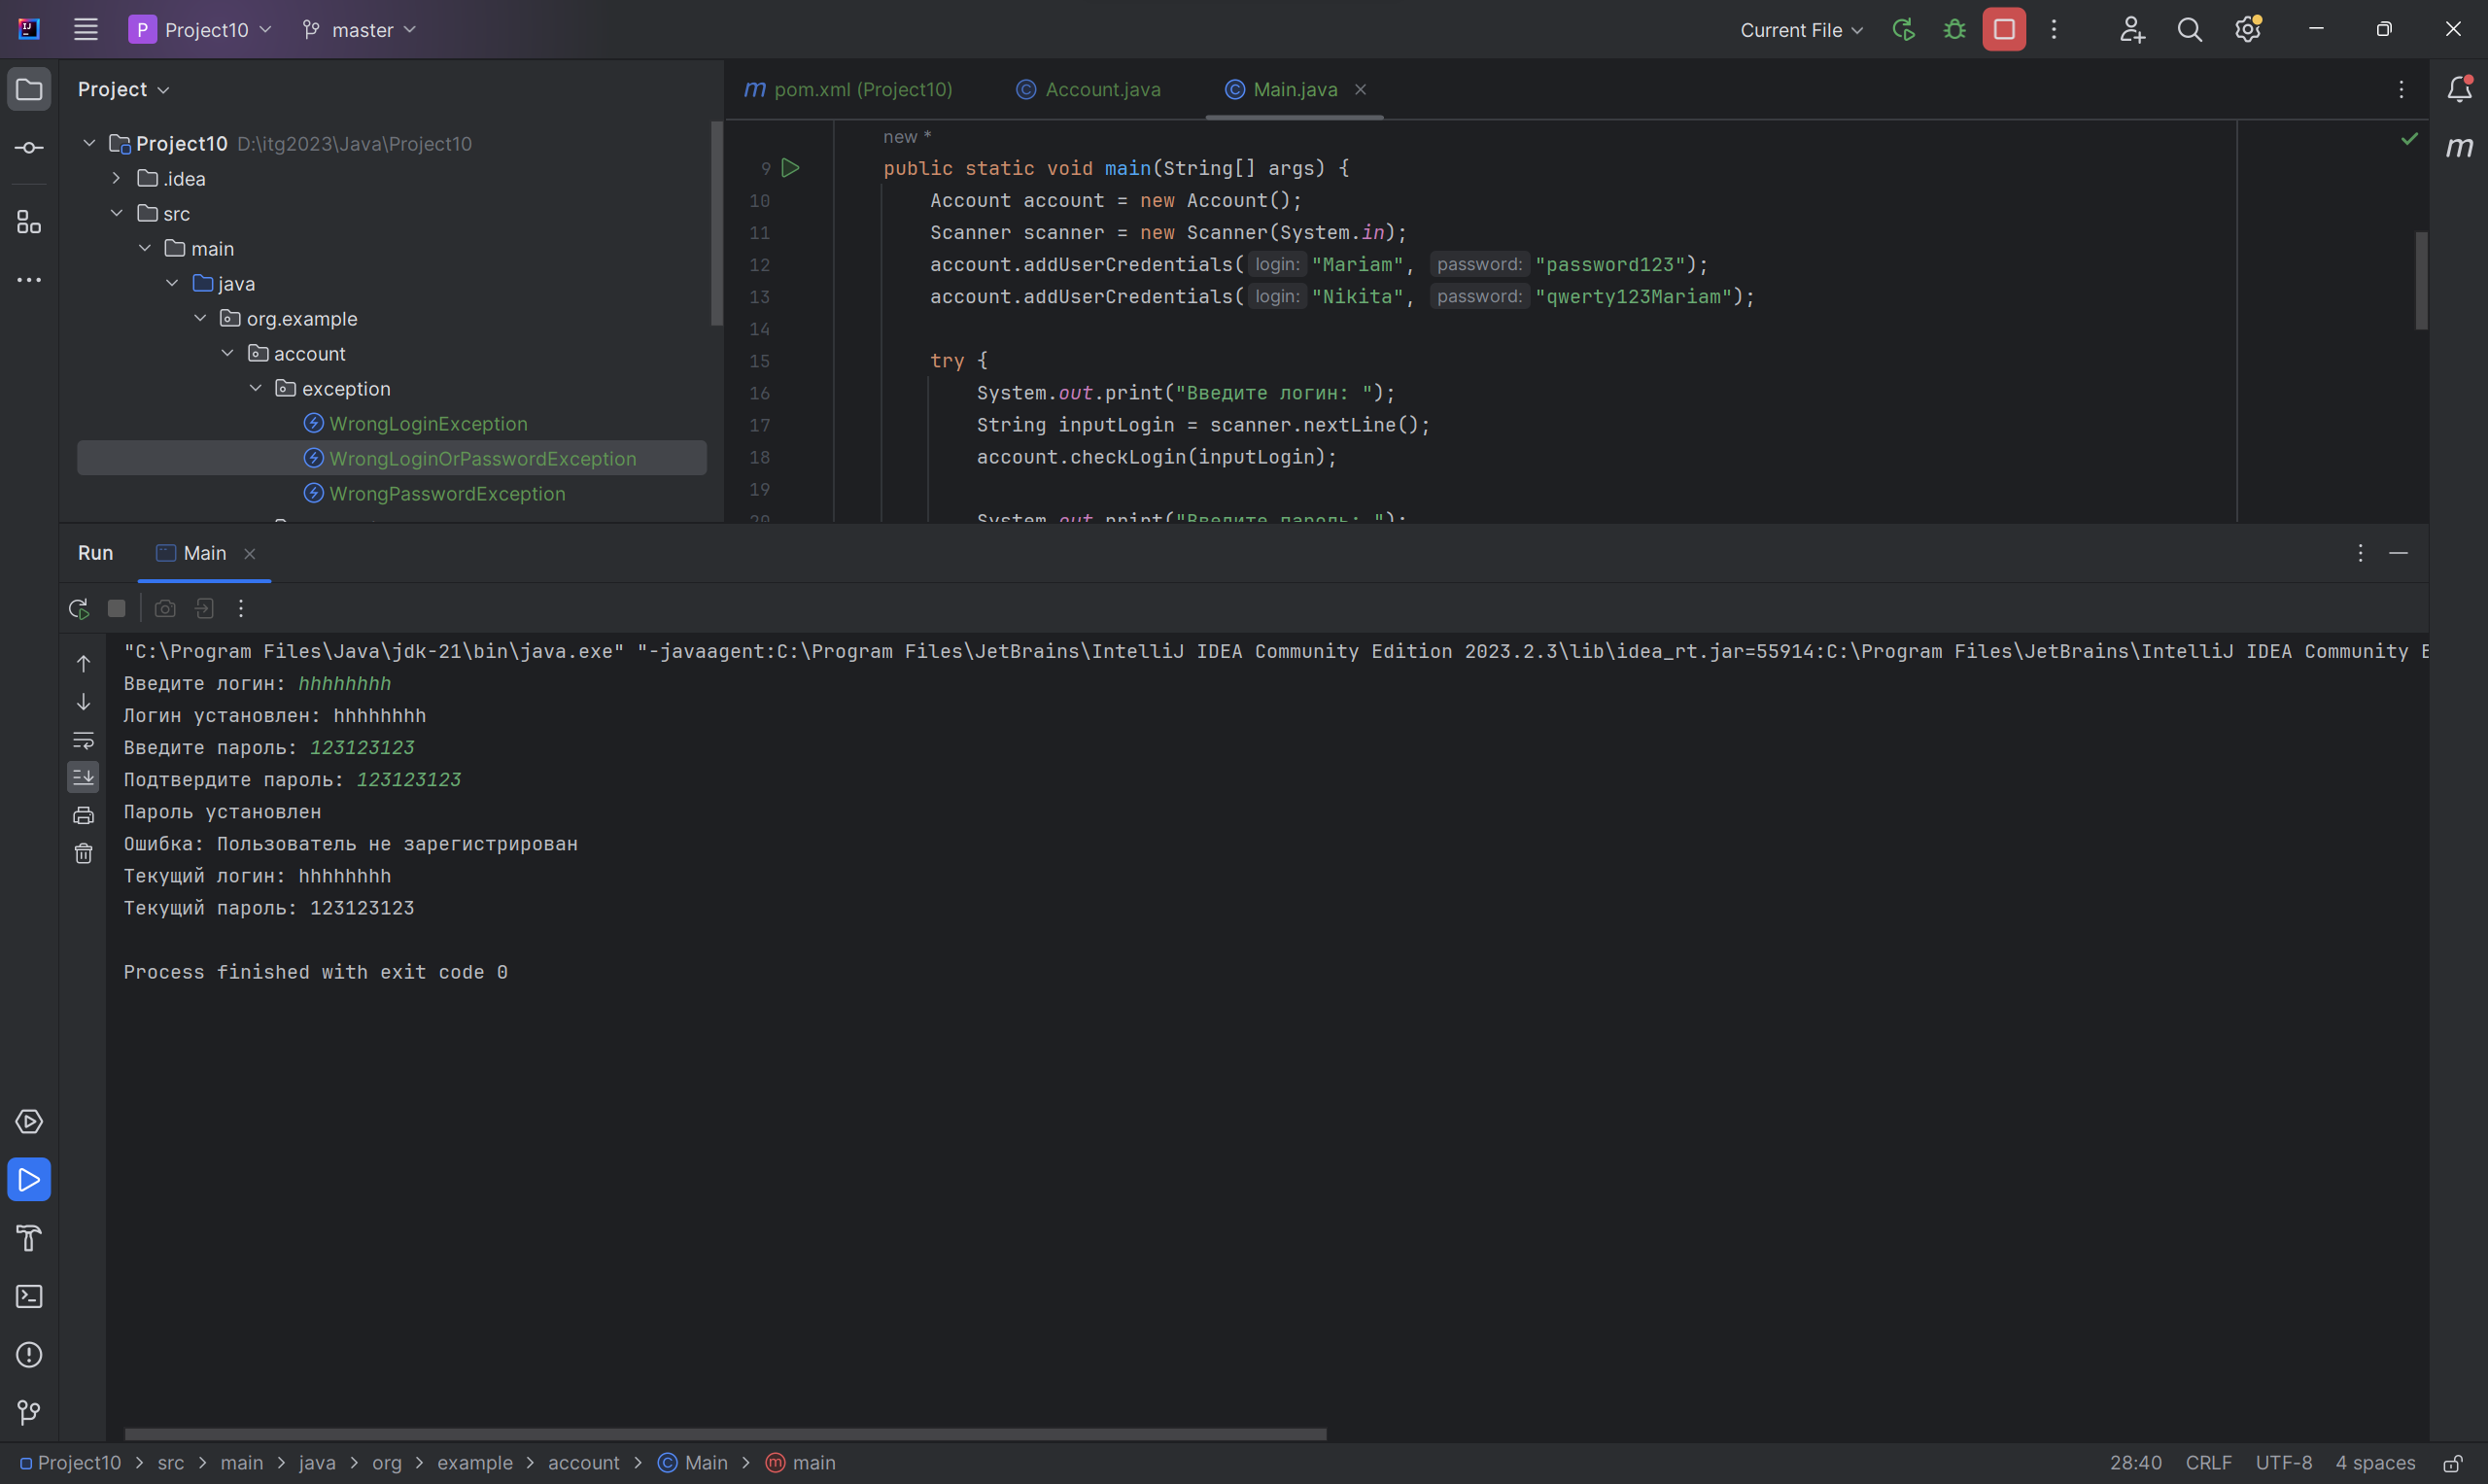 P Project10 master Current File
Project
Project10 D:\itg2023\Java\Project10
.idea
src
main
java
org.example
account
exception
WrongLoginException
WrongLoginOrPasswordException
WrongPasswordException
m pom.xml (Project10) Account.java Main.java
new *
9 public static void main(String[] args) {
10 Account account = new Account();
11 Scanner scanner = new Scanner(System.in);
12 account.addUserCredentials( login: "Mariam", password: "password123");
13 account.addUserCredentials( login: "Nikita", password: "qwerty123Mariam");
14
15 try {
16 System.out.print("Введите логин: ");
17 String inputLogin = scanner.nextLine();
18 account.checkLogin(inputLogin);
19
20 System.out.print("Введите пароль: ");
Run Main
"C:\Program Files\Java\jdk-21\bin\java.exe" "-javaagent:C:\Program Files\JetBrains\IntelliJ IDEA Community Edition 2023.2.3\lib\idea_rt.jar=55914:C:\Program Files\JetBrains\IntelliJ IDEA Community E
Введите логин: hhhhhhhh
Логин установлен: hhhhhhhh
Введите пароль: 123123123
Подтвердите пароль: 123123123
Пароль установлен
Ошибка: Пользователь не зарегистрирован
Текущий логин: hhhhhhhh
Текущий пароль: 123123123
Process finished with exit code 0
Project10 > src > main > java > org > example > account > Main > main 28:40 CRLF UTF-8 4 spaces